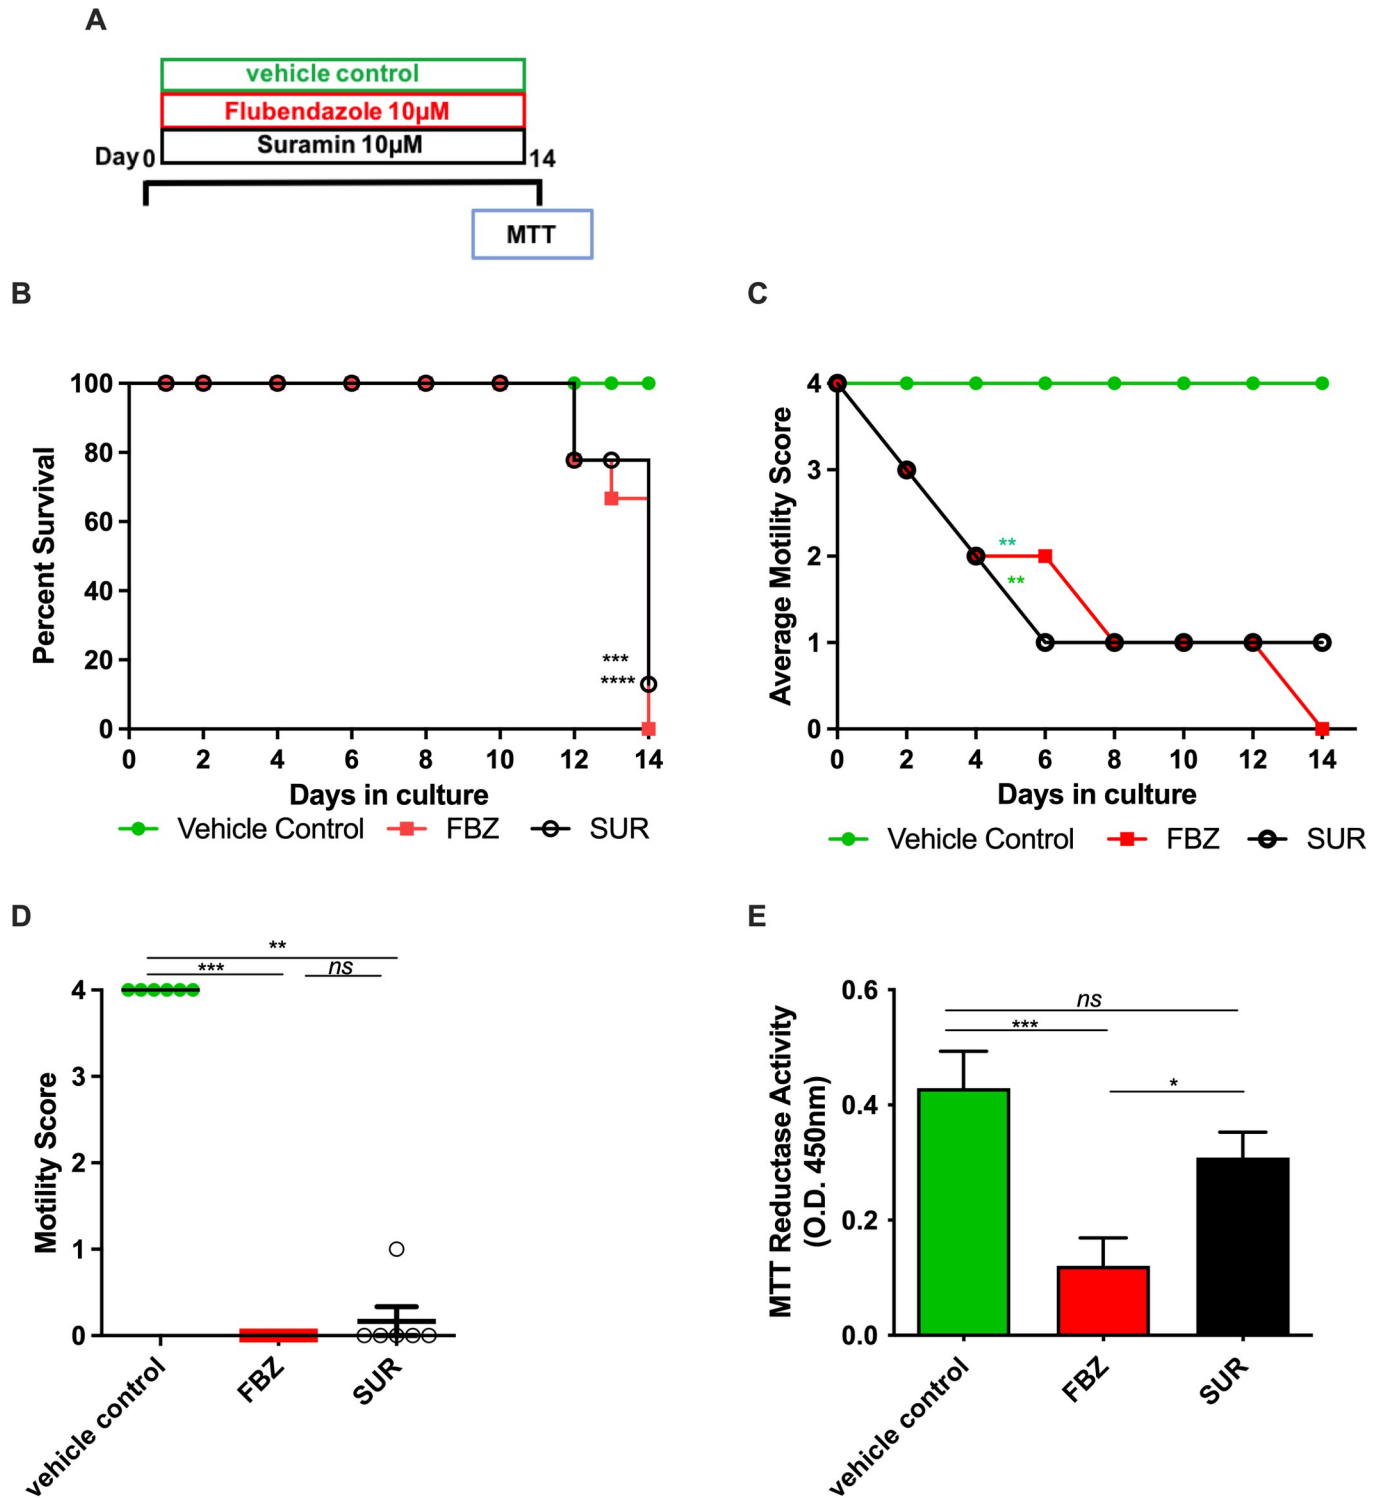 A
vehicle control
Flubendazole 10µM
Suramin 10µM
Day 0
14
MTT
B
C
100
80
60
40
20
0
Percent Survival
***
****
0 2 4 6 8 10 12 14
Days in culture
Vehicle Control FBZ SUR
4
3
2
1
0
Average Motility Score
**
**
0 2 4 6 8 10 12 14
Days in culture
Vehicle Control FBZ SUR
D
E
**
***
ns
4
3
2
1
0
Motility Score
vehicle control
FBZ
SUR
0.6
0.4
0.2
0.0
MTT Reductase Activity
(O.D. 450nm)
ns
***
*
vehicle control
FBZ
SUR